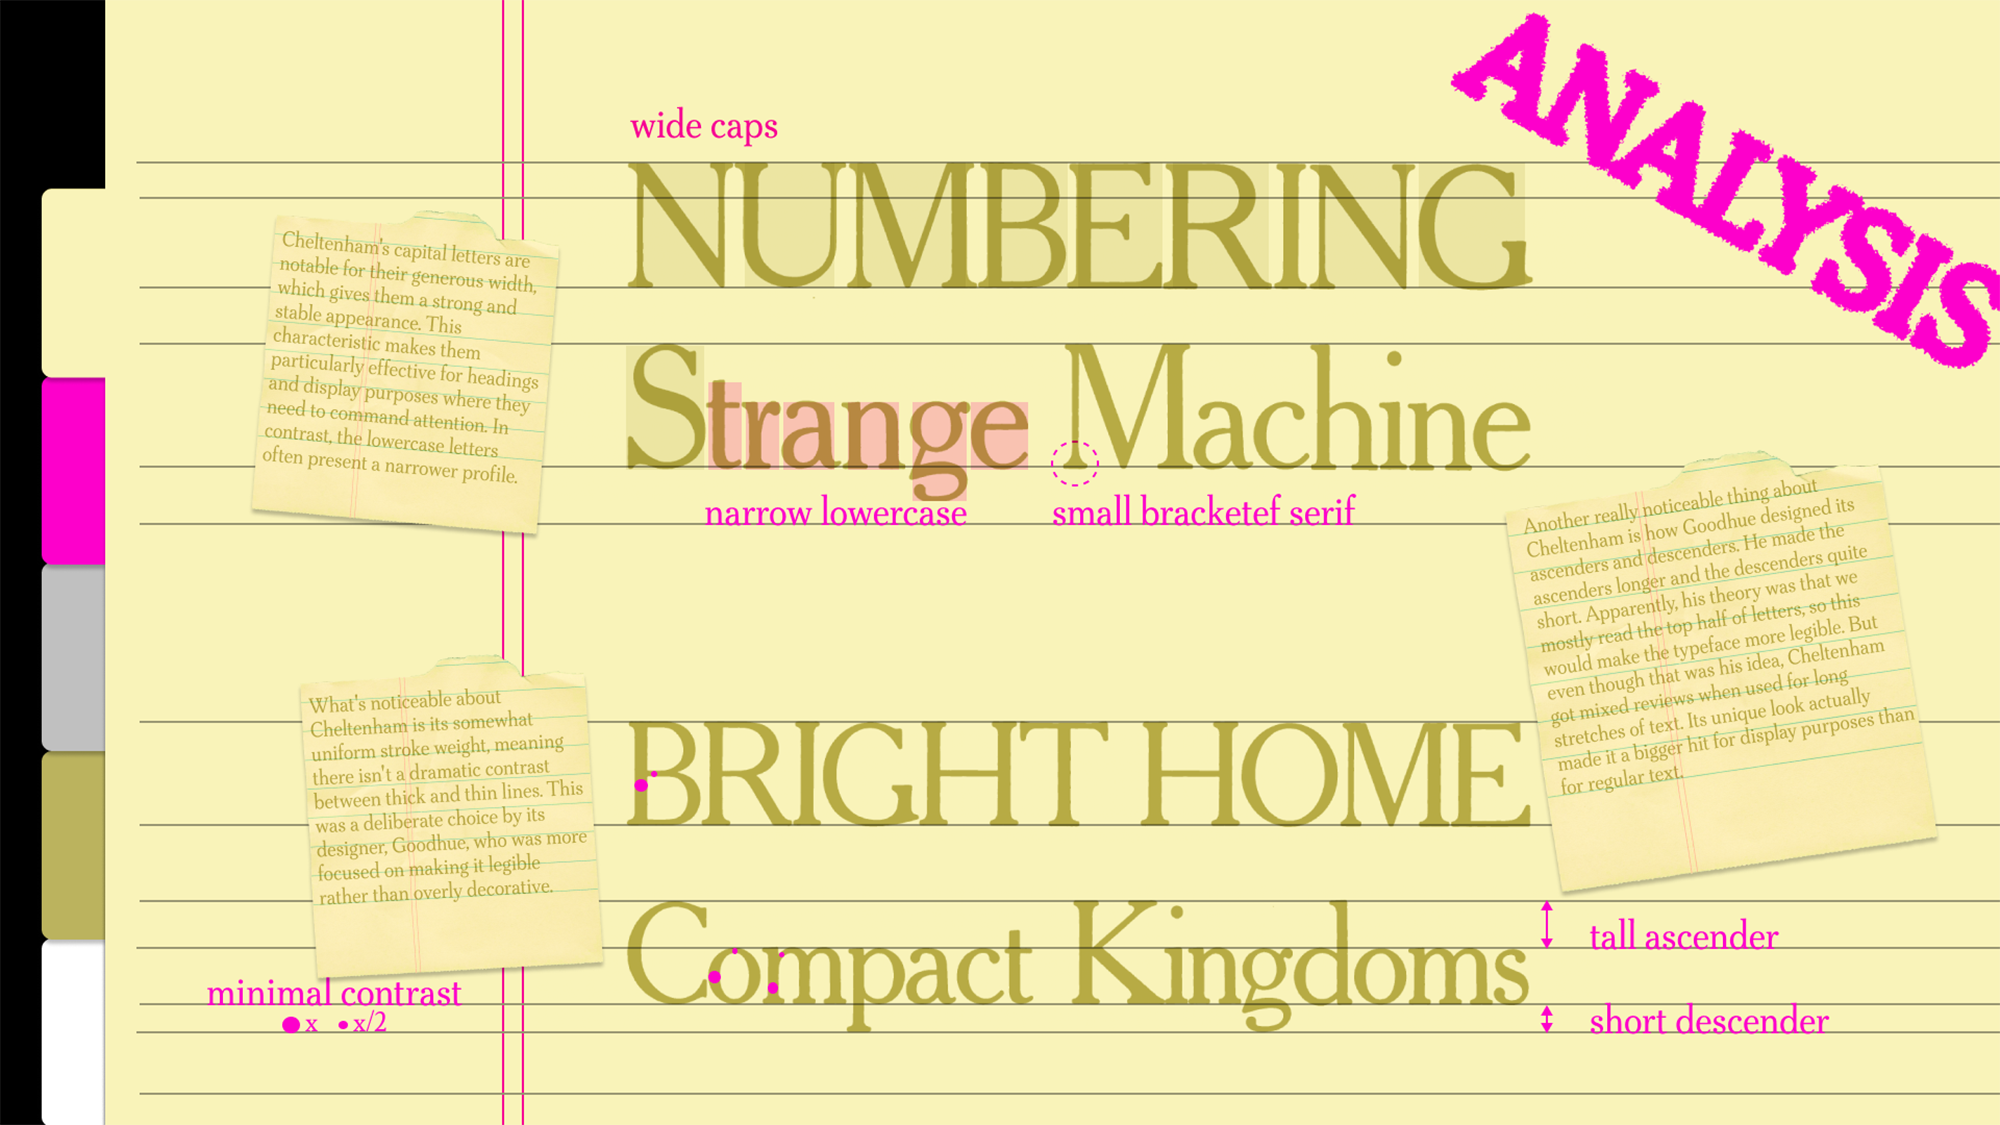 ANALYSIS
wide caps
NUMBERING
Cheltenham's capital letters are
notable for their generous width,
which gives them a strong and
stable appearance. This
characteristic makes them
particularly effective for headings
and display purposes where they
need to command attention. In
contrast, the lowercase letters
often present a narrower profile.
Strange Machine
narrow lowercase
small bracketef serif
Another really noticeable thing about
Cheltenham is how Goodhue designed its
ascenders and descenders. He made the
ascenders longer and the descenders quite
short. Apparently, his theory was that we
mostly read the top half of letters, so this
would make the typeface more legible. But
even though that was his idea, Cheltenham
got mixed reviews when used for long
stretches of text. Its unique look actually
made it a bigger hit for display purposes than
for regular text.
What's noticeable about
Cheltenham is its somewhat
uniform stroke weight, meaning
there isn't a dramatic contrast
between thick and thin lines. This
was a deliberate choice by its
designer, Goodhue, who was more
focused on making it legible
rather than overly decorative.
BRIGHT HOME
Compact Kingdoms
tall ascender
short descender
minimal contrast
x x/2